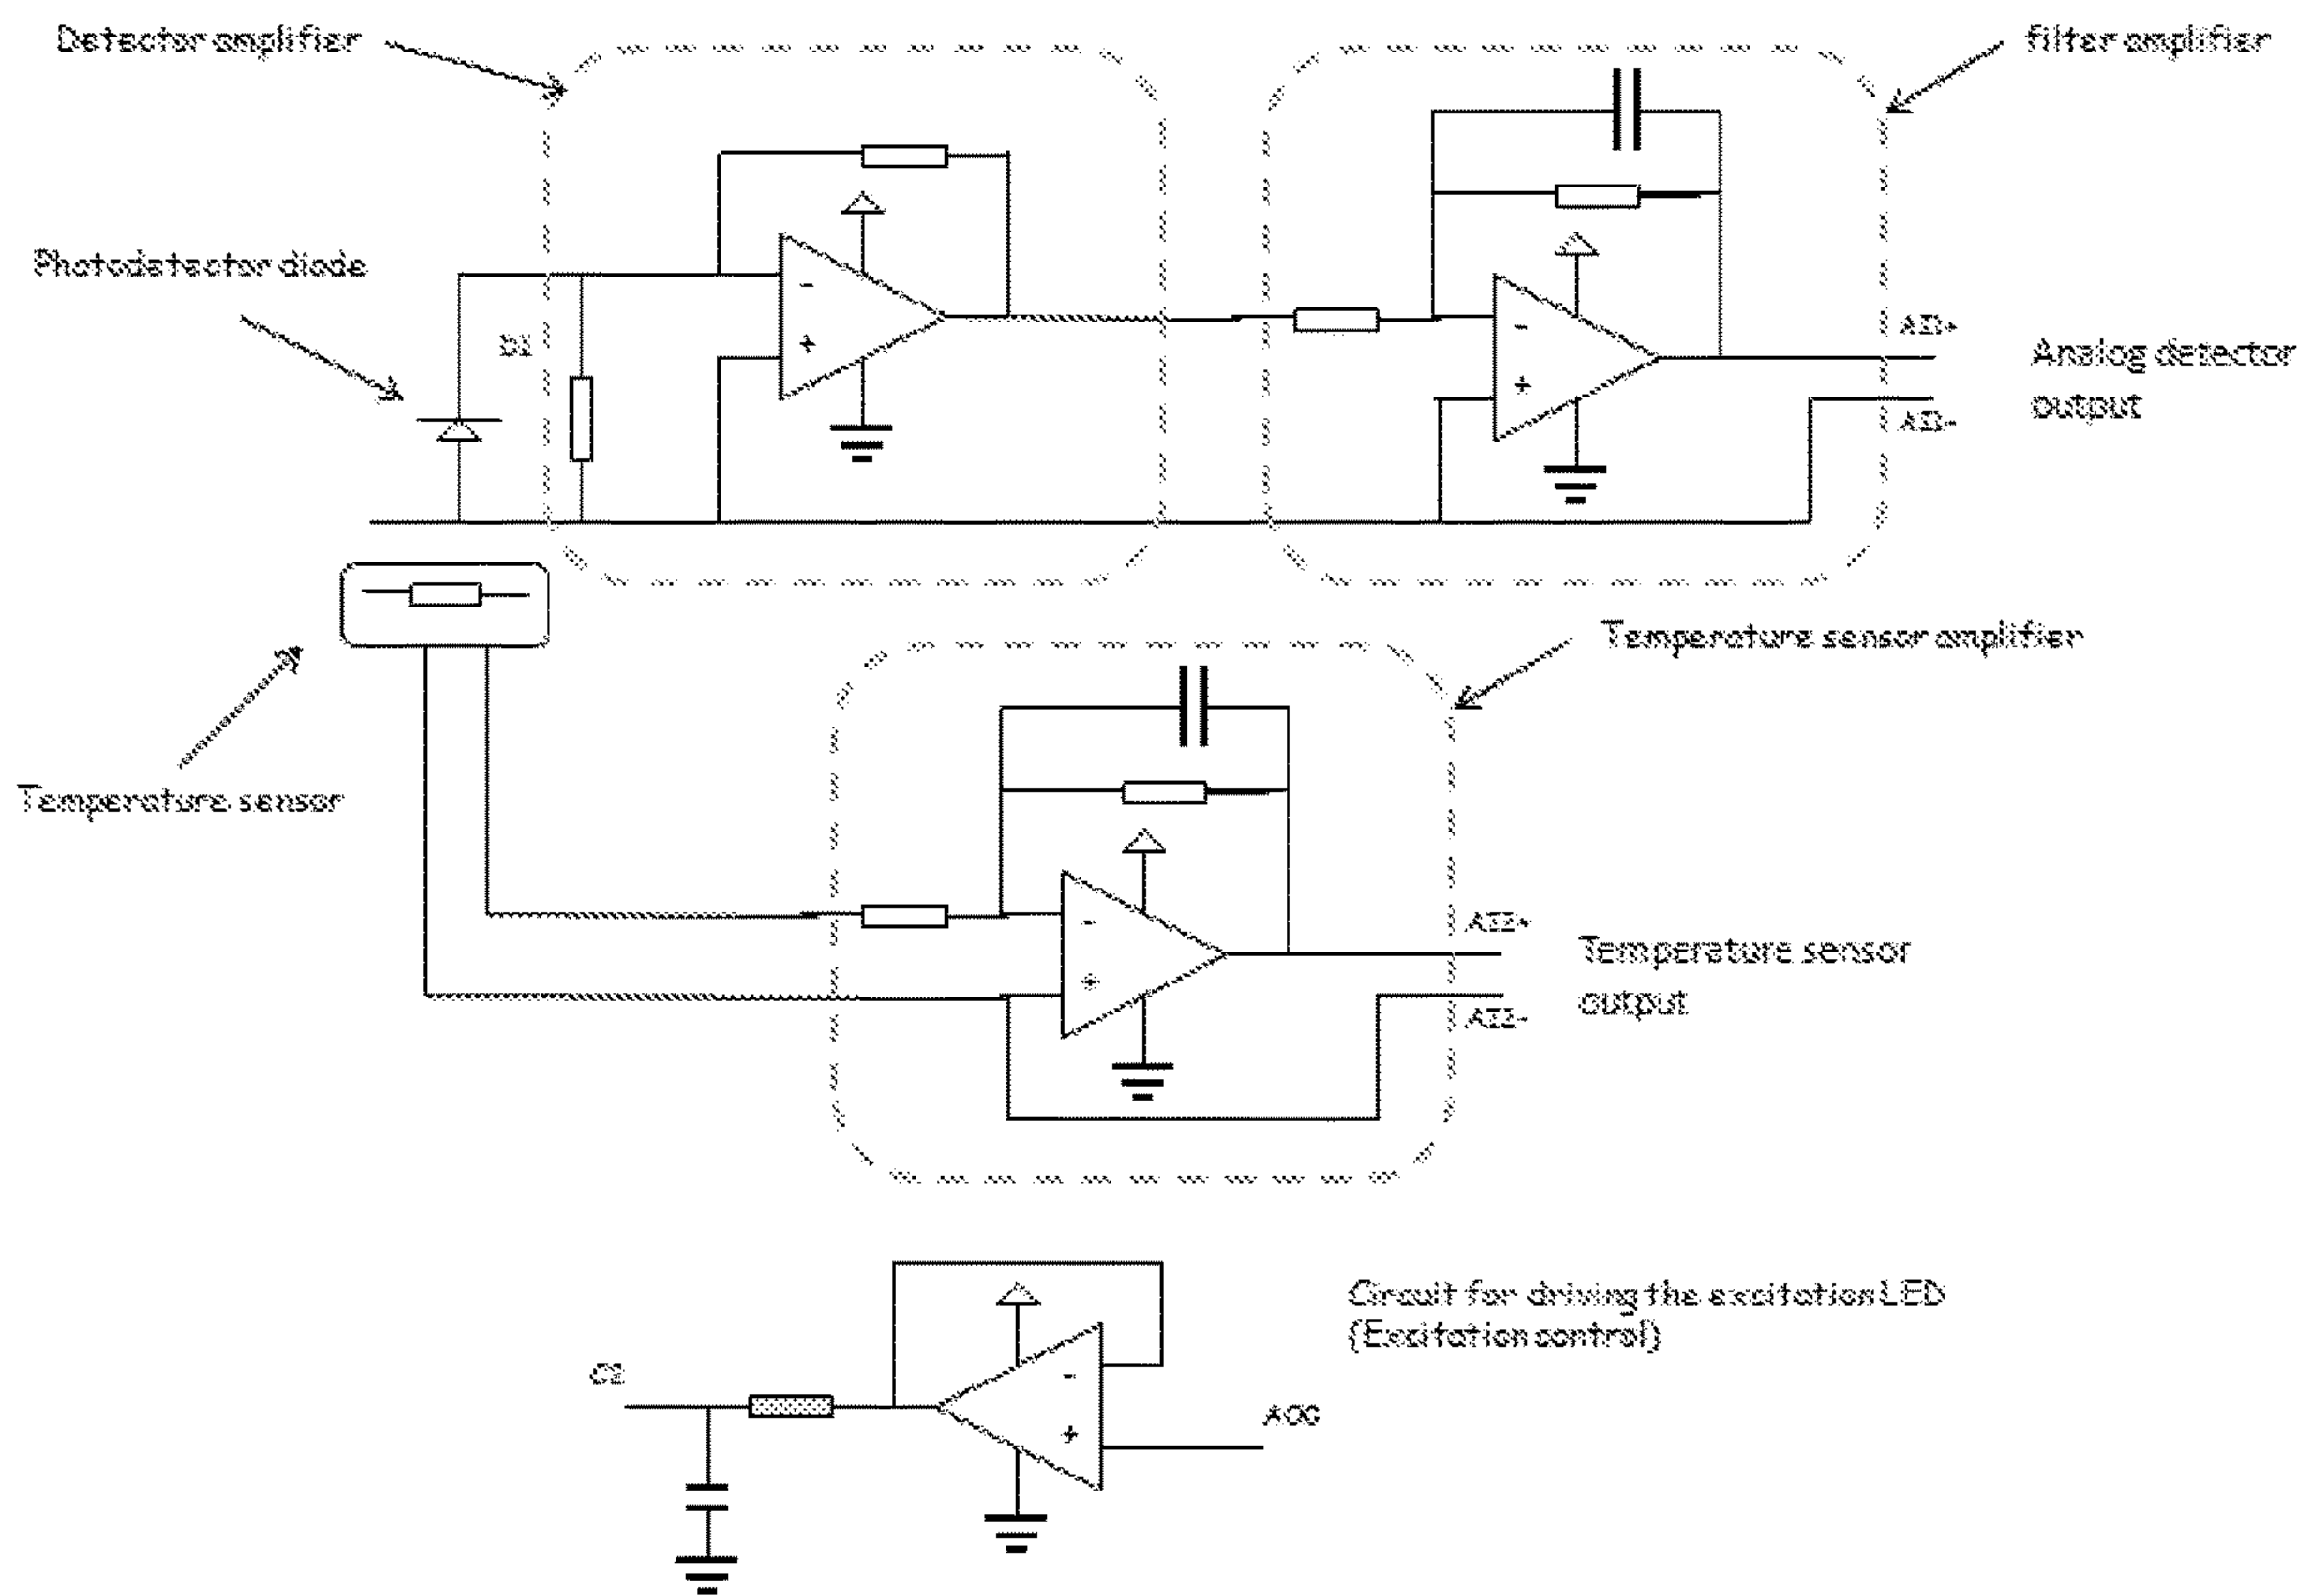 Detector amplifier
filter amplifier
Photodetector diode
D1
-
+
-
+
AI1+
AI1-
Analog detector
output
Temperature sensor amplifier
Temperature sensor
-
+
AI2+
AI2-
Temperature sensor
output
Circuit for driving the excitation LED
(Excitation control)
-
+
AO0